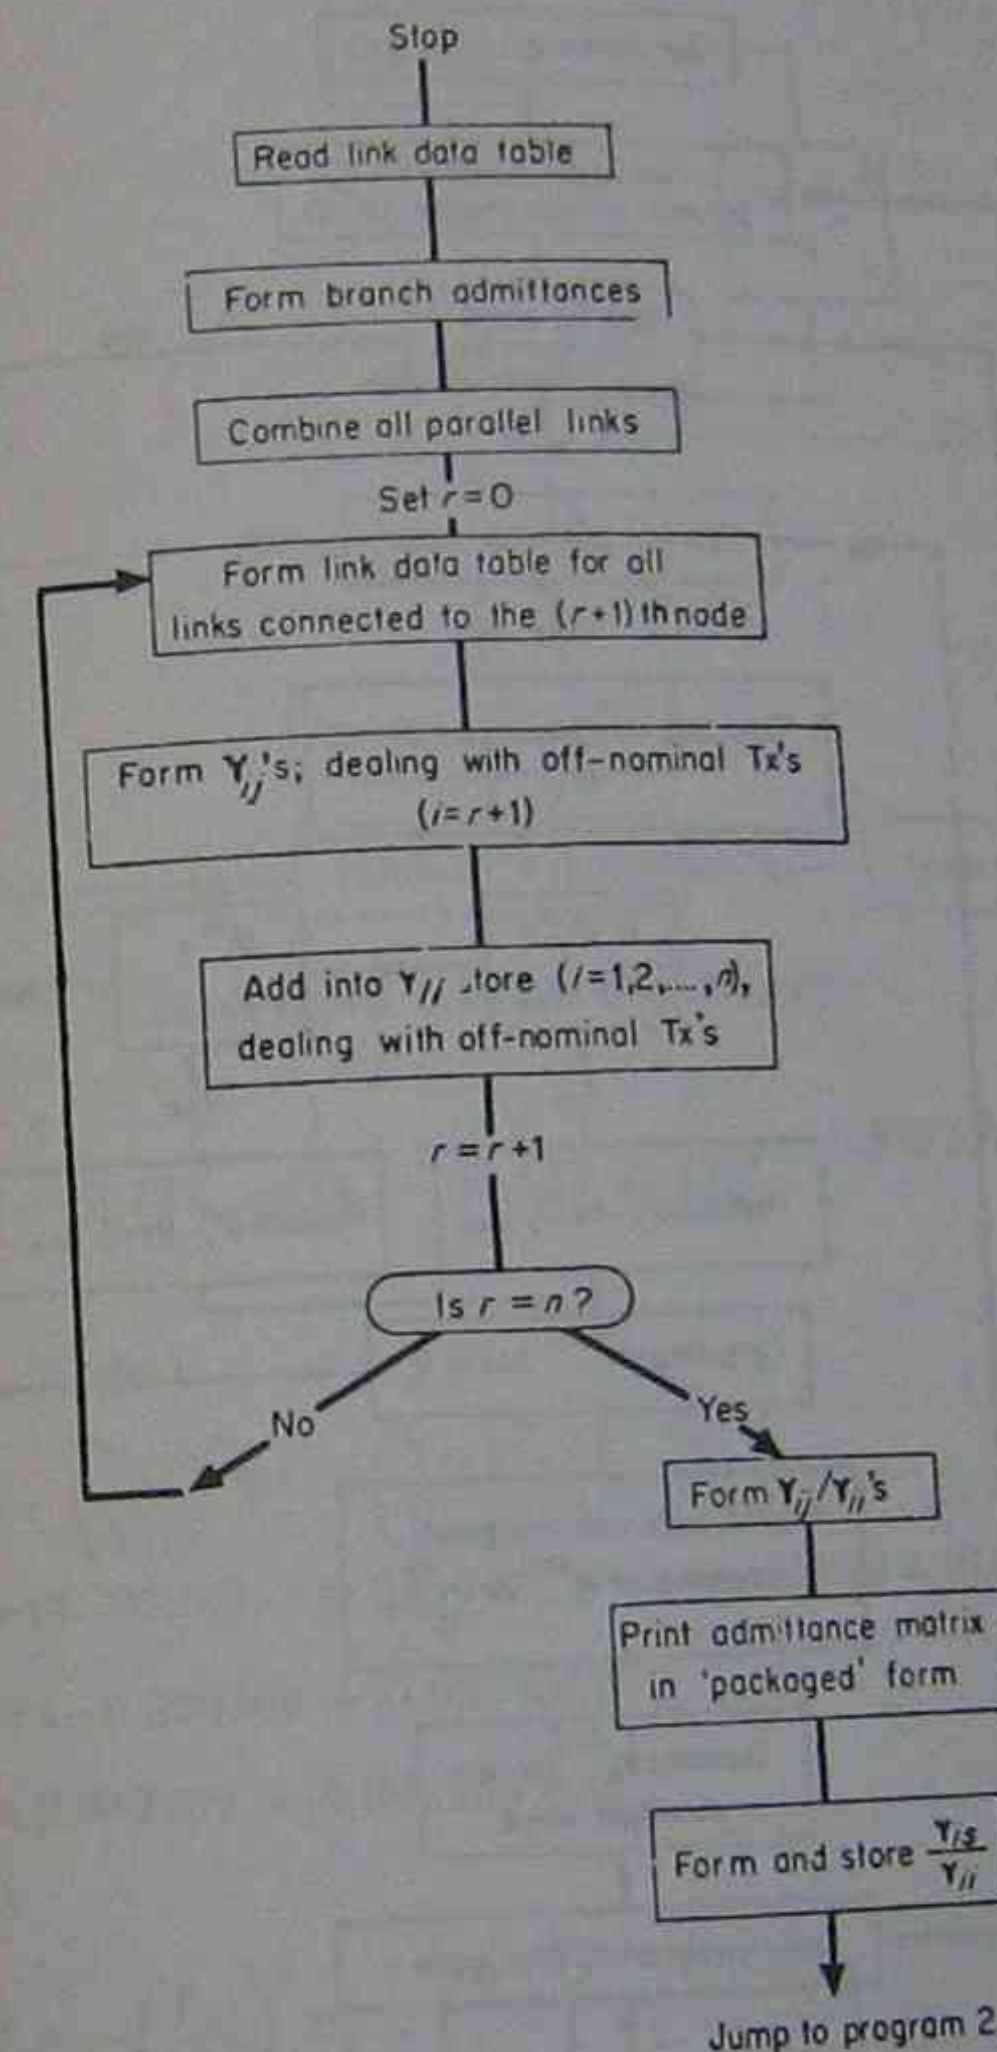 Stop
Read link data table
Form branch admittances
Combine all parallel links
Set r = 0
Form link data table for all
links connected to the (r+1)th node
Form Yij's; dealing with off-nominal Tx's
(i = r+1)
Add into Yii tore (i=1,2,....,n),
dealing with off-nominal Tx's
r = r+1
Is r = n?
No
Yes
Form Yij/Yii's
Print admittance matrix
in 'packaged' form
Form and store Yis
Yii
Jump to program 2